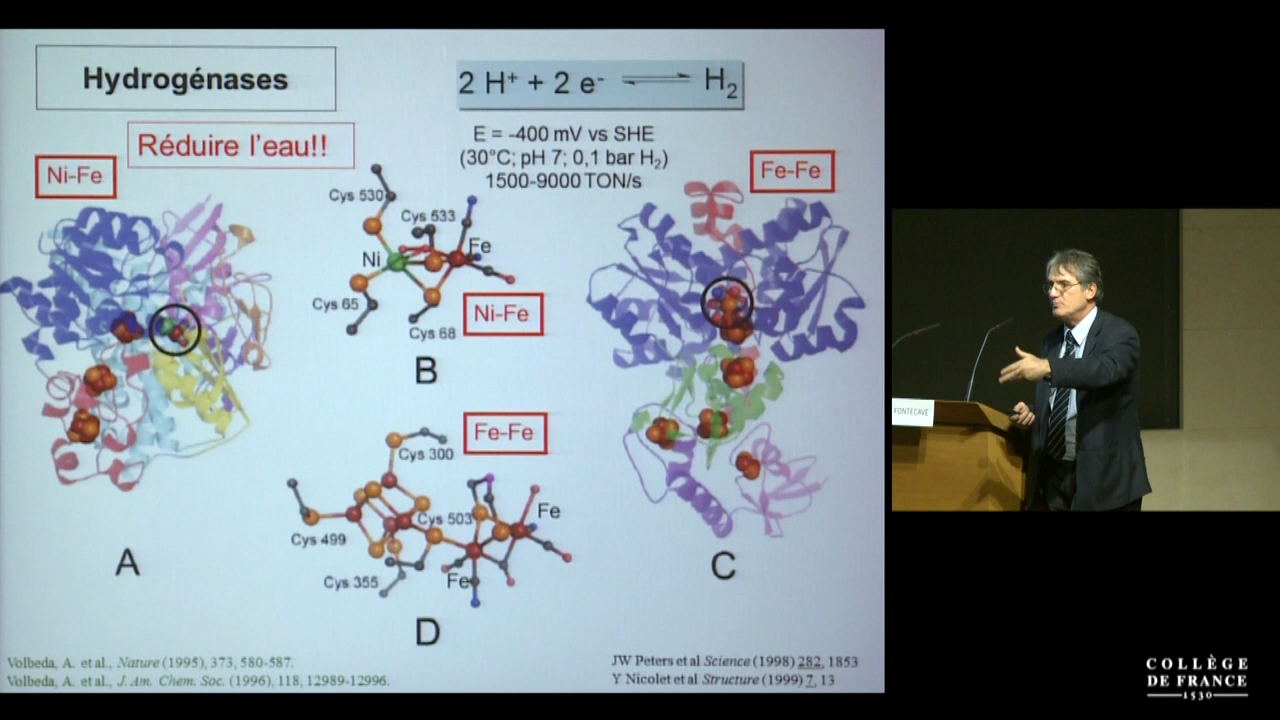 Hydrogénases
2 H⁺ + 2 e⁻ ⇌ H₂
Réduire l'eau!!
E = -400 mV vs SHE
(30°C; pH 7; 0,1 bar H₂)
1500-9000 TON/s
Ni-Fe
Fe-Fe
Cys 530
Cys 533
Ni
Fe
Cys 65
Cys 68
Ni-Fe
B
Fe-Fe
Cys 300
Cys 499
Cys 503
Fe
Cys 355
Fe
A
C
D
Volbeda, A. et al., Nature (1995), 373, 580-587.
Volbeda, A. et al., J. Am. Chem. Soc. (1996), 118, 12989-12996.
JW Peters et al Science (1998) 282, 1853
Y Nicolet et al Structure (1999) 7, 13
FONTECAVE
COLLÈGE
DE FRANCE
1530